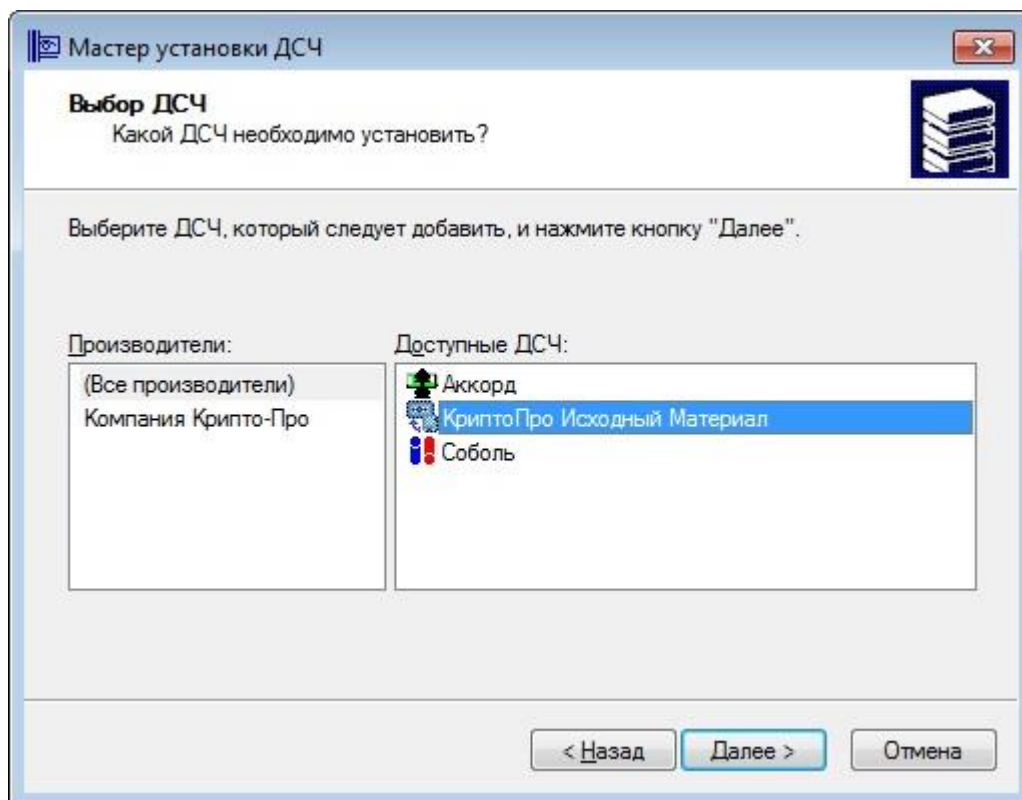 Мастер установки ДСЧ
Выбор ДСЧ
Какой ДСЧ необходимо установить?
Выберите ДСЧ, который следует добавить, и нажмите кнопку "Далее".
Производители:
(Все производители)
Компания Крипто-Про
Доступные ДСЧ:
Аккорд
КриптоПро Исходный Материал
Соболь
< Назад
Далее >
Отмена